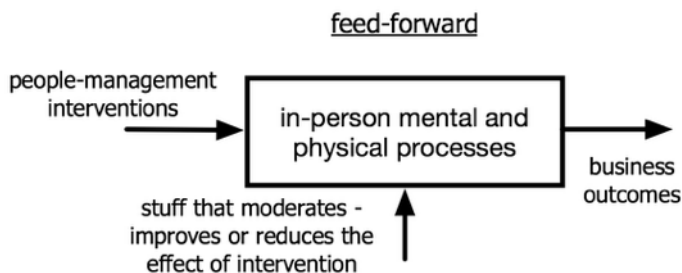 feed-forward
people-management
interventions
in-person mental and
physical processes
business
outcomes
stuff that moderates -
improves or reduces the
effect of intervention